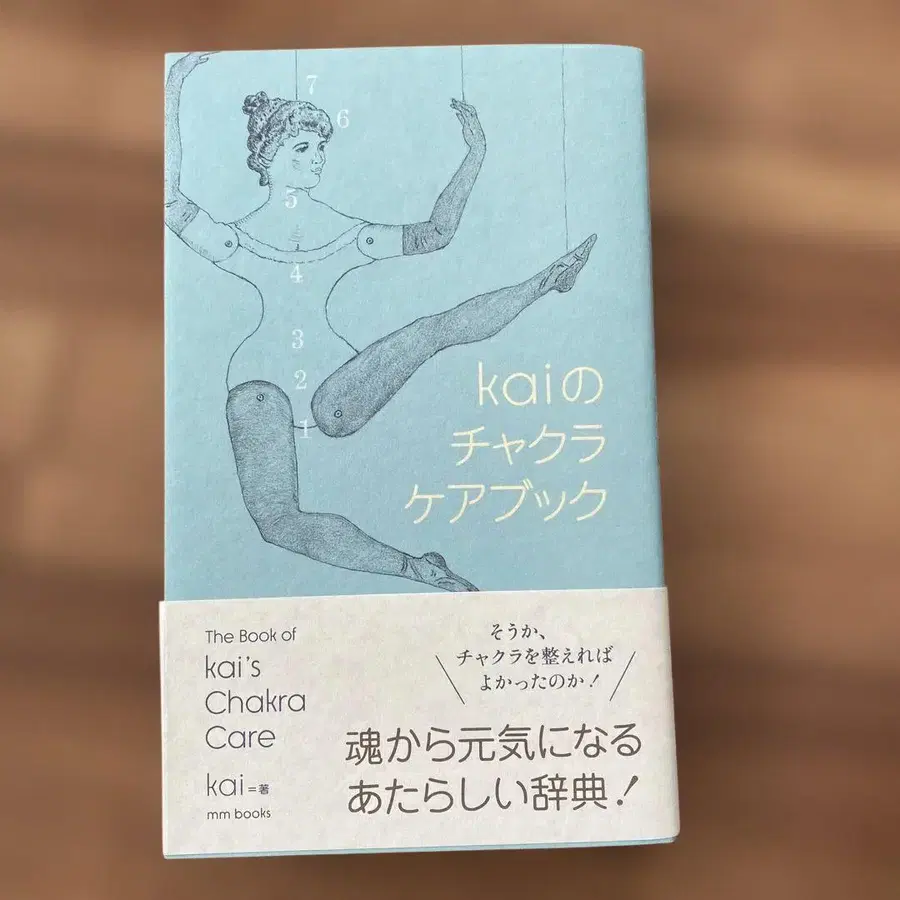 7
6
5
4
3
2
1
kaiの
チャクラ
ケアブック
The Book of
kai's
Chakra
Care
kai=著
mm books
そうか、
チャクラを整えれば
よかったのか!
魂から元気になる
あたらしい辞典!